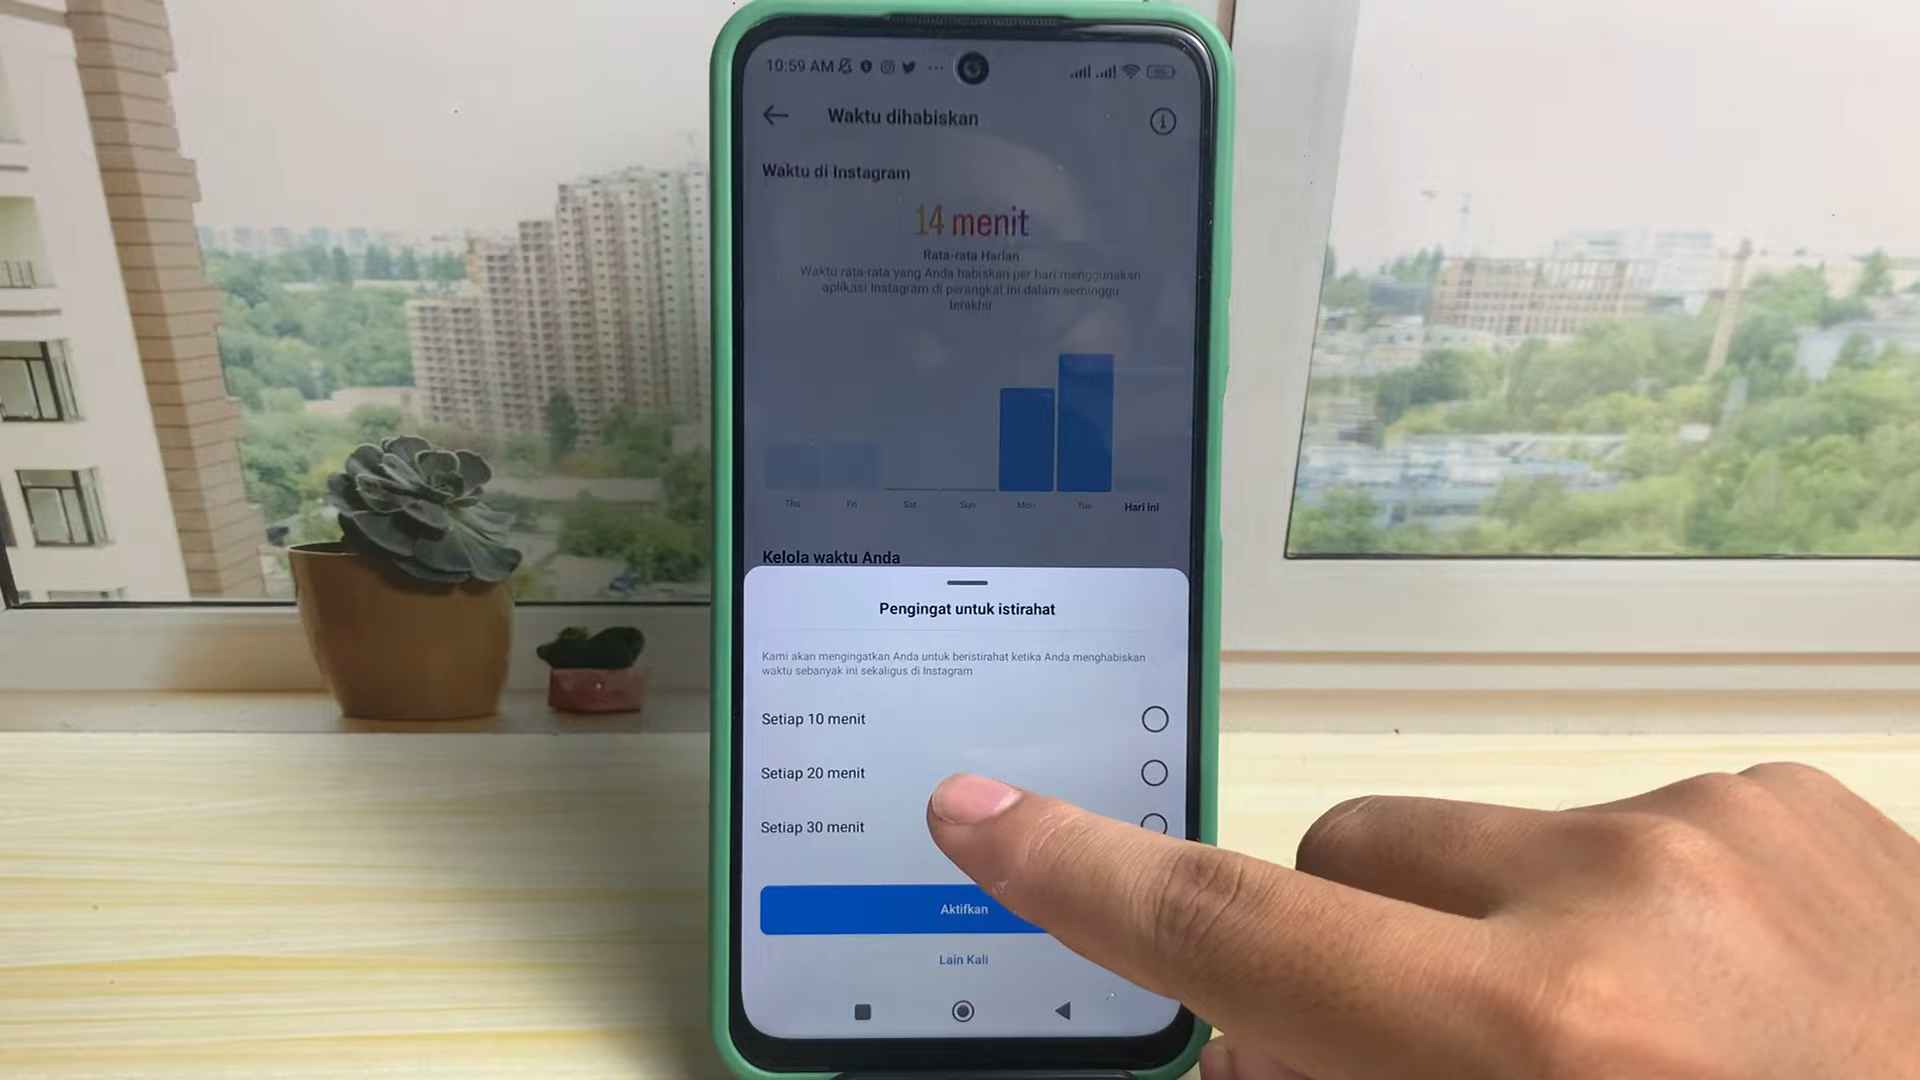 10:59 AM
Waktu dihabiskan
Waktu di Instagram
14 menit
Rata-rata Harian
Waktu rata-rata yang Anda habiskan per hari menggunakan
aplikasi Instagram di perangkat ini dalam seminggu
terakhir
Thu Fri Sat Sun Mon Tue Hari ini
Kelola waktu Anda
Pengingat untuk istirahat
Kami akan mengingatkan Anda untuk beristirahat ketika Anda menghabiskan
waktu sebanyak ini sekaligus di Instagram
Setiap 10 menit
Setiap 20 menit
Setiap 30 menit
Aktifkan
Lain Kali